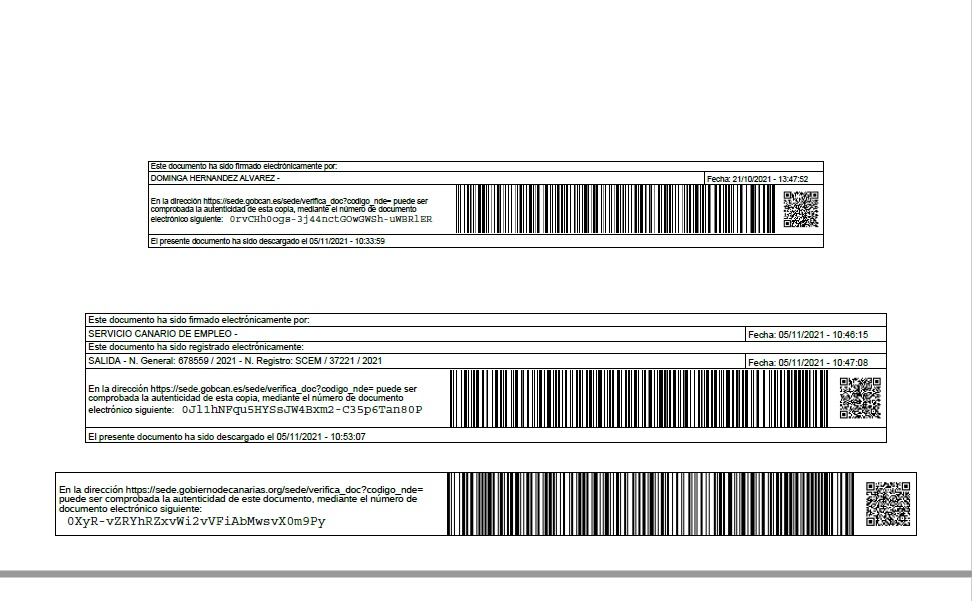 Este documento ha sido firmado electrónicamente por:
DOMINGA HERNANDEZ ALVAREZ - Fecha: 21/10/2021 - 13:47:52
En la dirección https://sede.gobcan.es/sede/verifica_doc?codigo_nde= puede ser
comprobada la autenticidad de esta copia, mediante el número de documento
electrónico siguiente: 0rvCHh0ogs-3j44nctGOwGWSh-uWBRlER
El presente documento ha sido descargado el 05/11/2021 - 10:33:59
Este documento ha sido firmado electrónicamente por:
SERVICIO CANARIO DE EMPLEO - Fecha: 05/11/2021 - 10:46:15
Este documento ha sido registrado electrónicamente:
SALIDA - N. General: 678559 / 2021 - N. Registro: SCEM / 37221 / 2021 Fecha: 05/11/2021 - 10:47:08
En la dirección https://sede.gobcan.es/sede/verifica_doc?codigo_nde= puede ser
comprobada la autenticidad de esta copia, mediante el número de documento
electrónico siguiente: 0Jl1hNFqu5HYSsJW4Bxm2-C35p6Tan80P
El presente documento ha sido descargado el 05/11/2021 - 10:53:07
En la dirección https://sede.gobiernodecanarias.org/sede/verifica_doc?codigo_nde=
puede ser comprobada la autenticidad de este documento, mediante el número de
documento electrónico siguiente:
0XyR-vZRYhRZxvWi2vVFiAbMwsvX0m9Py